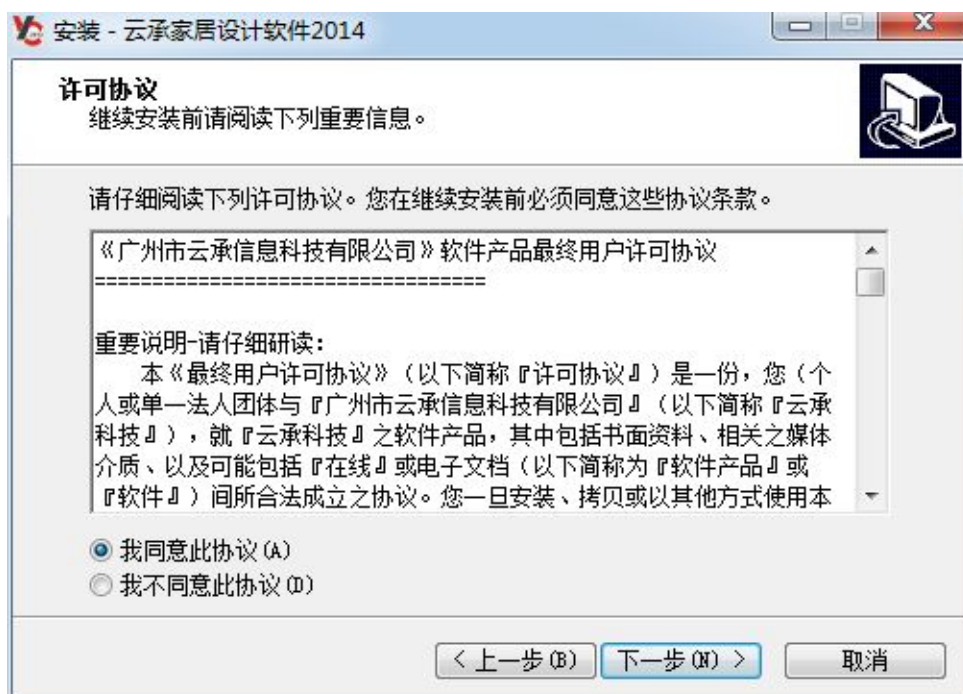 YC 安装 - 云承家居设计软件2014
许可协议
继续安装前请阅读下列重要信息。
请仔细阅读下列许可协议。您在继续安装前必须同意这些协议条款。
《广州市云承信息科技有限公司》软件产品最终用户许可协议
==================================
重要说明-请仔细研读：
本《最终用户许可协议》（以下简称『许可协议』）是一份，您（个
人或单一法人团体与『广州市云承信息科技有限公司』（以下简称『云承
科技』），就『云承科技』之软件产品，其中包括书面资料、相关之媒体
介质、以及可能包括『在线』或电子文档（以下简称为『软件产品』或
『软件』）间所合法成立之协议。您一旦安装、拷贝或以其他方式使用本
我同意此协议(A)
我不同意此协议(D)
< 上一步(B) 下一步(N) > 取消